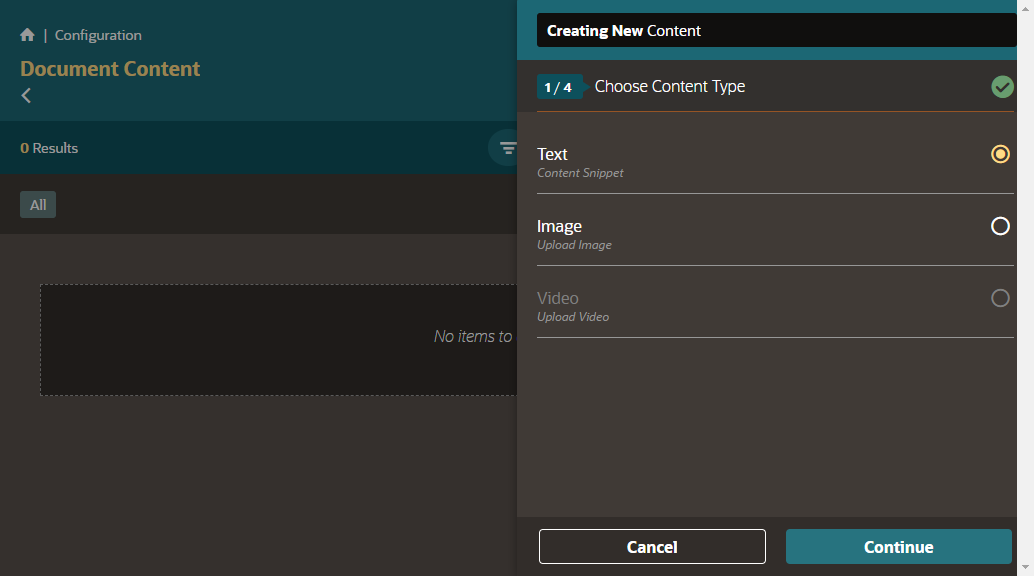 | Configuration
Document Content
0 Results
All
No items to
Creating New Content
1 / 4 Choose Content Type
Text
Content Snippet
Image
Upload Image
Video
Upload Video
Cancel
Continue